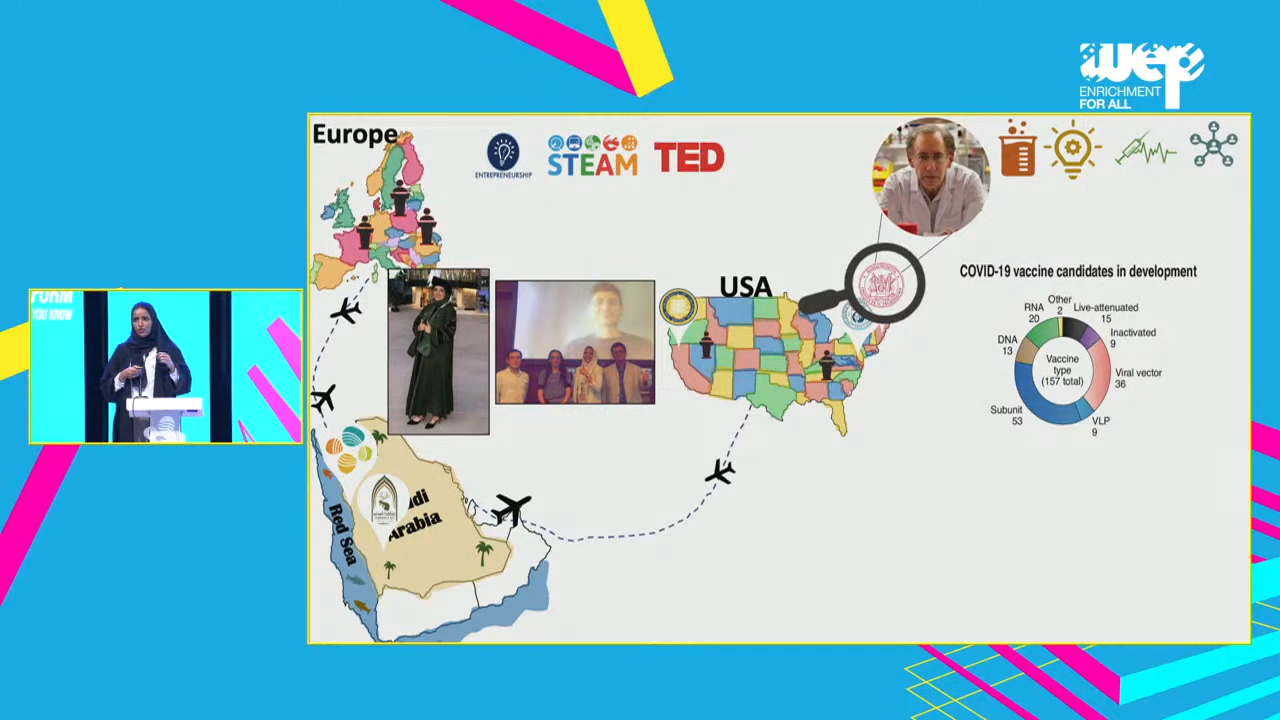 wep
ENRICHMENT
FOR ALL
Europe
ENTREPRENEURSHIP
STEAM
TED
USA
COVID-19 vaccine candidates in development
Other
2
RNA
20
Live-attenuated
15
DNA
13
Inactivated
9
Vaccine
type
(157 total)
Viral vector
36
Subunit
53
VLP
9
Red Sea
Arabia
YOU KNOW